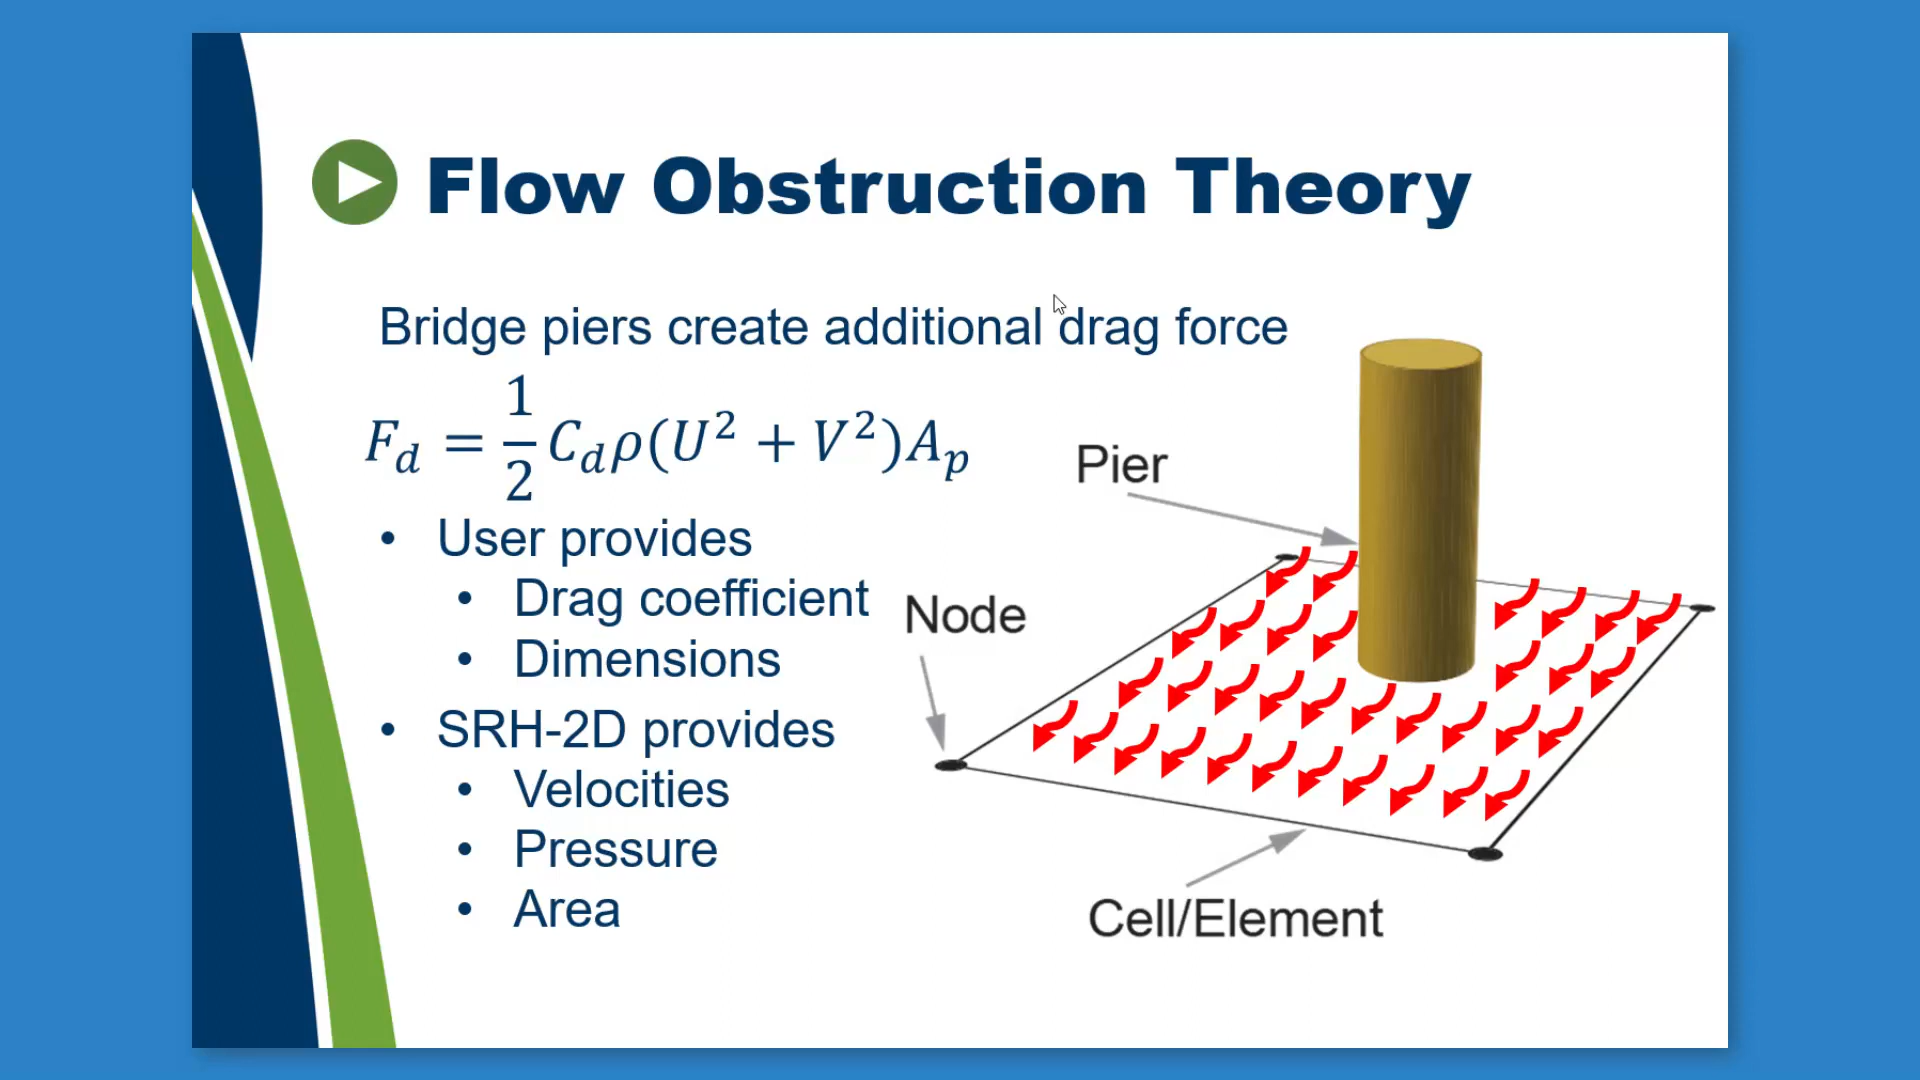 Flow Obstruction Theory
Bridge piers create additional drag force
F_d = \frac{1}{2} C_d ρ(U² + V²)A_p
• User provides
• Drag coefficient
• Dimensions
• SRH-2D provides
• Velocities
• Pressure
• Area
Pier
Node
Cell/Element